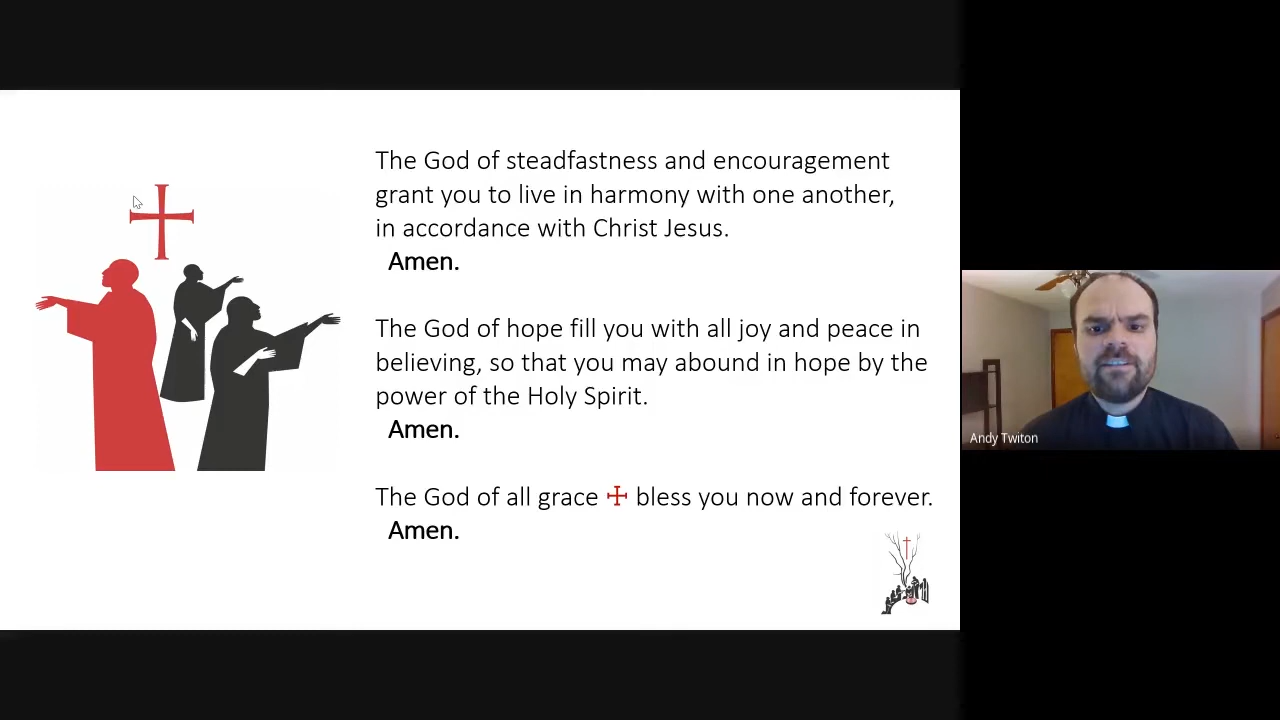 The God of steadfastness and encouragement
grant you to live in harmony with one another,
in accordance with Christ Jesus.
Amen.
The God of hope fill you with all joy and peace in
believing, so that you may abound in hope by the
power of the Holy Spirit.
Amen.
The God of all grace ☩ bless you now and forever.
Amen.
Andy Twiton